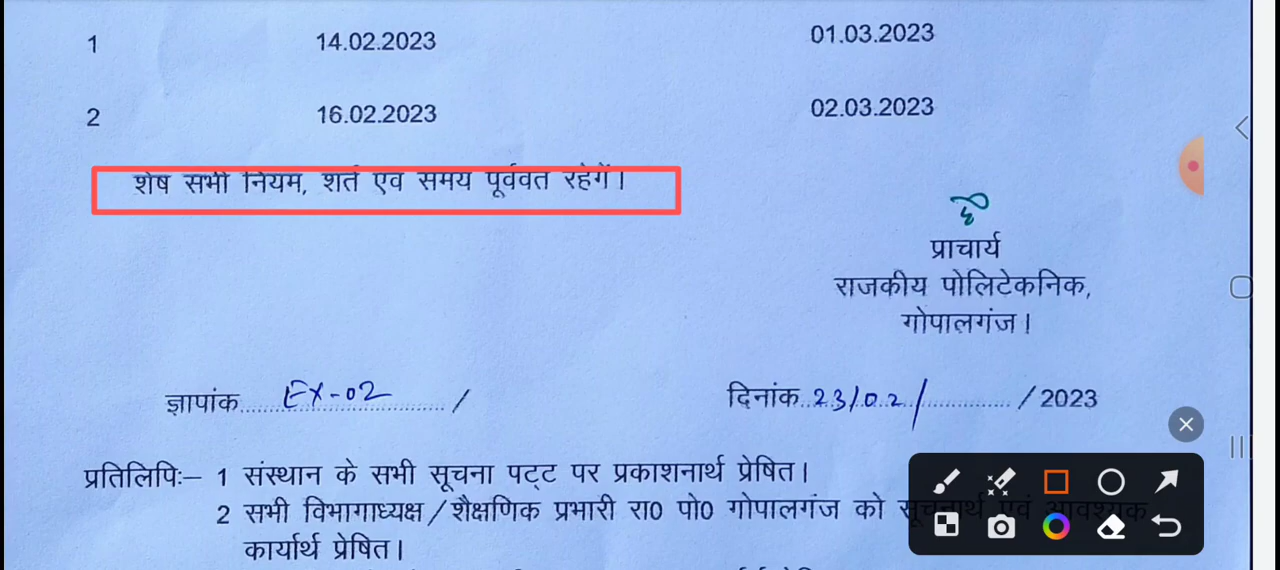 1 14.02.2023 01.03.2023
2 16.02.2023 02.03.2023
शेष सभी नियम, शर्त एवं समय पूर्ववत रहेगें।
प्राचार्य
राजकीय पोलिटेकनिक,
गोपालगंज।
ज्ञापांक.....EX-02............/ दिनांक..23/02/............./2023
प्रतिलिपिः– 1 संस्थान के सभी सूचना पट्ट पर प्रकाशनार्थ प्रेषित।
2 सभी विभागाध्यक्ष/शैक्षणिक प्रभारी रा0 पो0 गोपालगंज को सूचनार्थ एवं आवश्यक
कार्यार्थ प्रेषित।